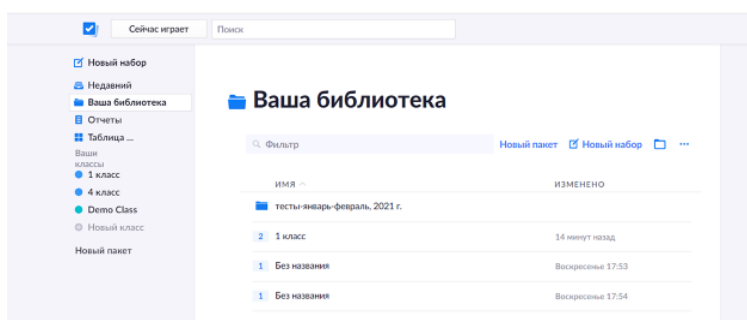 Сейчас играет
Поиск
Новый набор
Недавний
Ваша библиотека
Отчеты
Таблица ...
Ваши
классы
1 класс
4 класс
Demo Class
Новый класс
Новый пакет
Ваша библиотека
Фильтр
Новый пакет
Новый набор
ИМЯ
ИЗМЕНЕНО
тесты-январь-февраль, 2021 г.
2 1 класс 14 минут назад
1 Без названия Воскресенье 17:53
1 Без названия Воскресенье 17:54